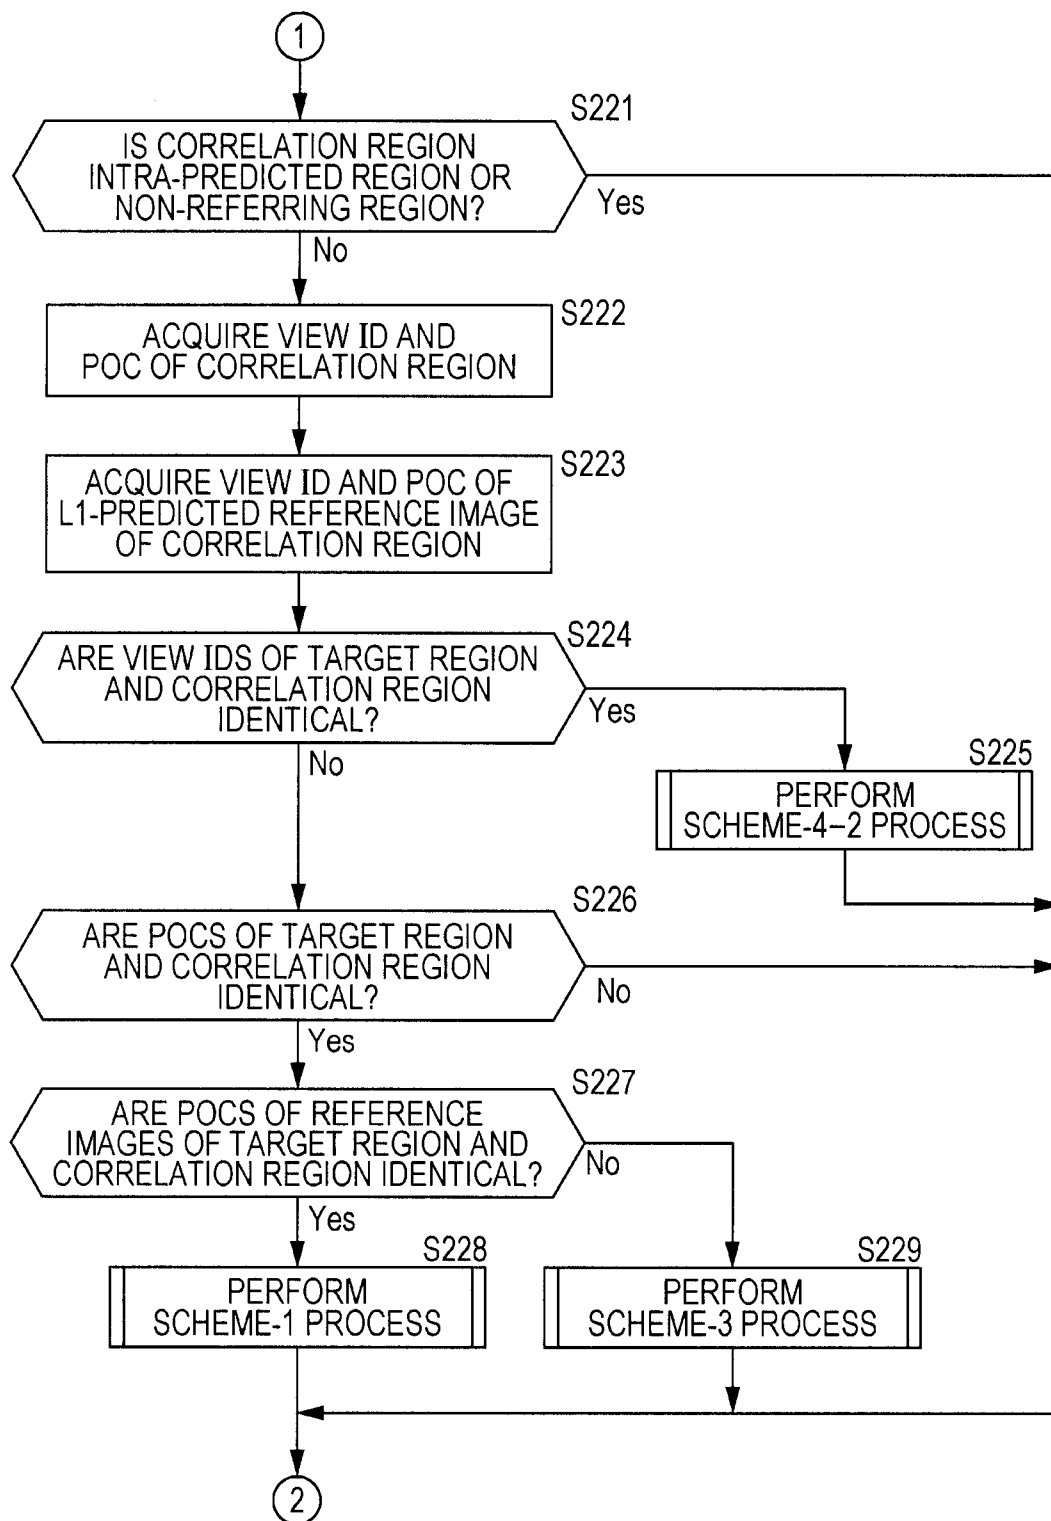 1
S221
IS CORRELATION REGION
INTRA-PREDICTED REGION OR
NON-REFERRING REGION?
Yes
No
S222
ACQUIRE VIEW ID AND
POC OF CORRELATION REGION
S223
ACQUIRE VIEW ID AND POC OF
L1-PREDICTED REFERENCE IMAGE
OF CORRELATION REGION
S224
ARE VIEW IDS OF TARGET REGION
AND CORRELATION REGION
IDENTICAL?
Yes
No
S225
PERFORM
SCHEME-4-2 PROCESS
S226
ARE POCS OF TARGET REGION
AND CORRELATION REGION
IDENTICAL?
No
Yes
S227
ARE POCS OF REFERENCE
IMAGES OF TARGET REGION AND
CORRELATION REGION IDENTICAL?
No
Yes
S228
PERFORM
SCHEME-1 PROCESS
S229
PERFORM
SCHEME-3 PROCESS
2